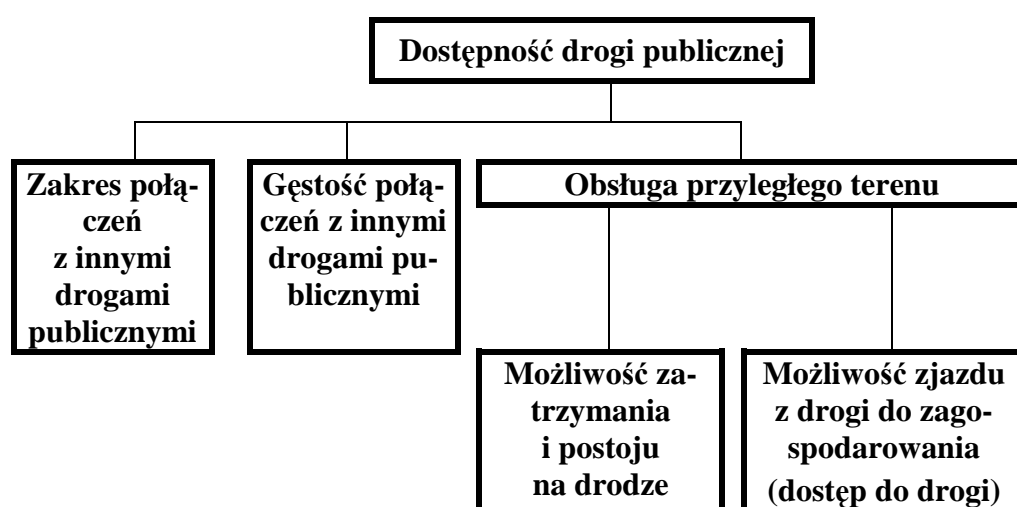 Dostępność drogi publicznej
Zakres połą-
czeń
z innymi
drogami
publicznymi
Gęstość połą-
czeń z innymi
drogami pu-
blicznymi
Obsługa przyległego terenu
Możliwość za-
trzymania
i postoju
na drodze
Możliwość zjazdu
z drogi do zago-
spodarowania
(dostęp do drogi)